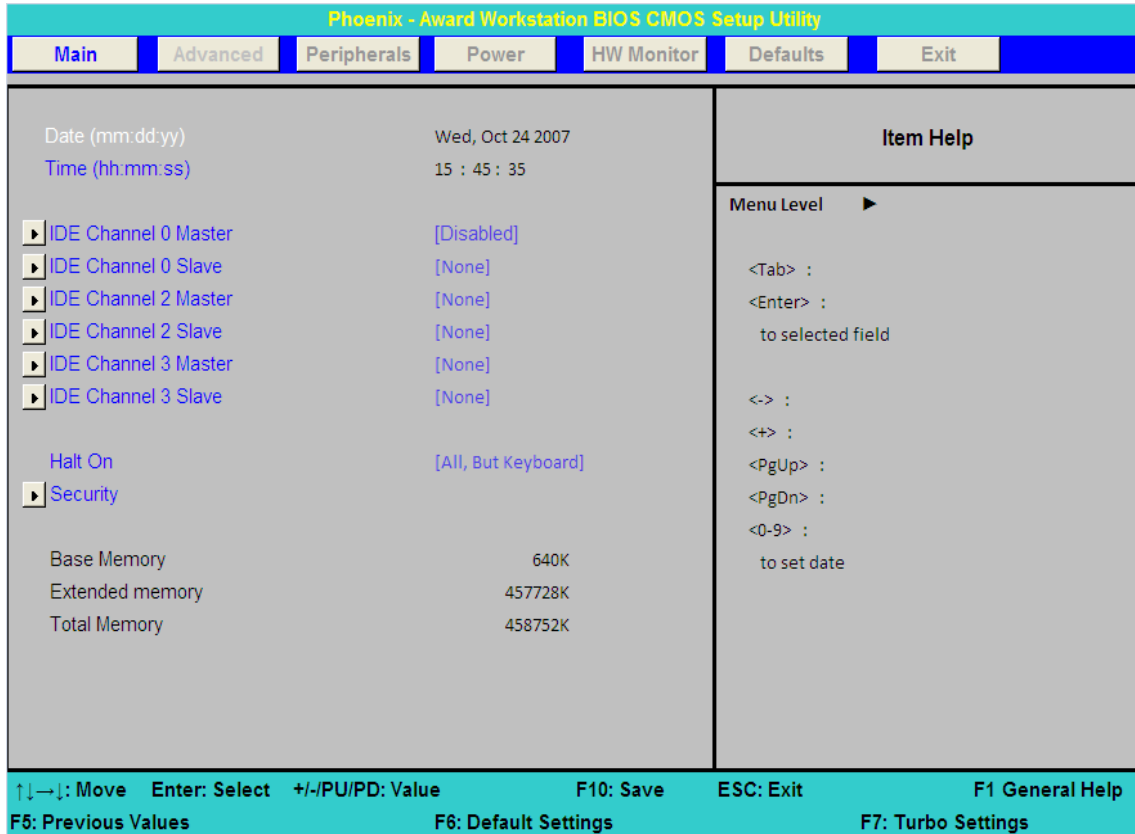 Phoenix - Award Workstation BIOS CMOS Setup Utility
Main Advanced Peripherals Power HW Monitor Defaults Exit
Date (mm:dd:yy) Wed, Oct 24 2007
Time (hh:mm:ss) 15 : 45 : 35
IDE Channel 0 Master [Disabled]
IDE Channel 0 Slave [None]
IDE Channel 2 Master [None]
IDE Channel 2 Slave [None]
IDE Channel 3 Master [None]
IDE Channel 3 Slave [None]
Halt On [All, But Keyboard]
Security
Base Memory 640K
Extended memory 457728K
Total Memory 458752K
Item Help
Menu Level ►
<Tab> :
<Enter> :
to selected field
<-> :
<+> :
<PgUp> :
<PgDn> :
<0-9> :
to set date
↑↓→↓: Move Enter: Select +/-/PU/PD: Value F10: Save ESC: Exit F1 General Help
F5: Previous Values F6: Default Settings F7: Turbo Settings